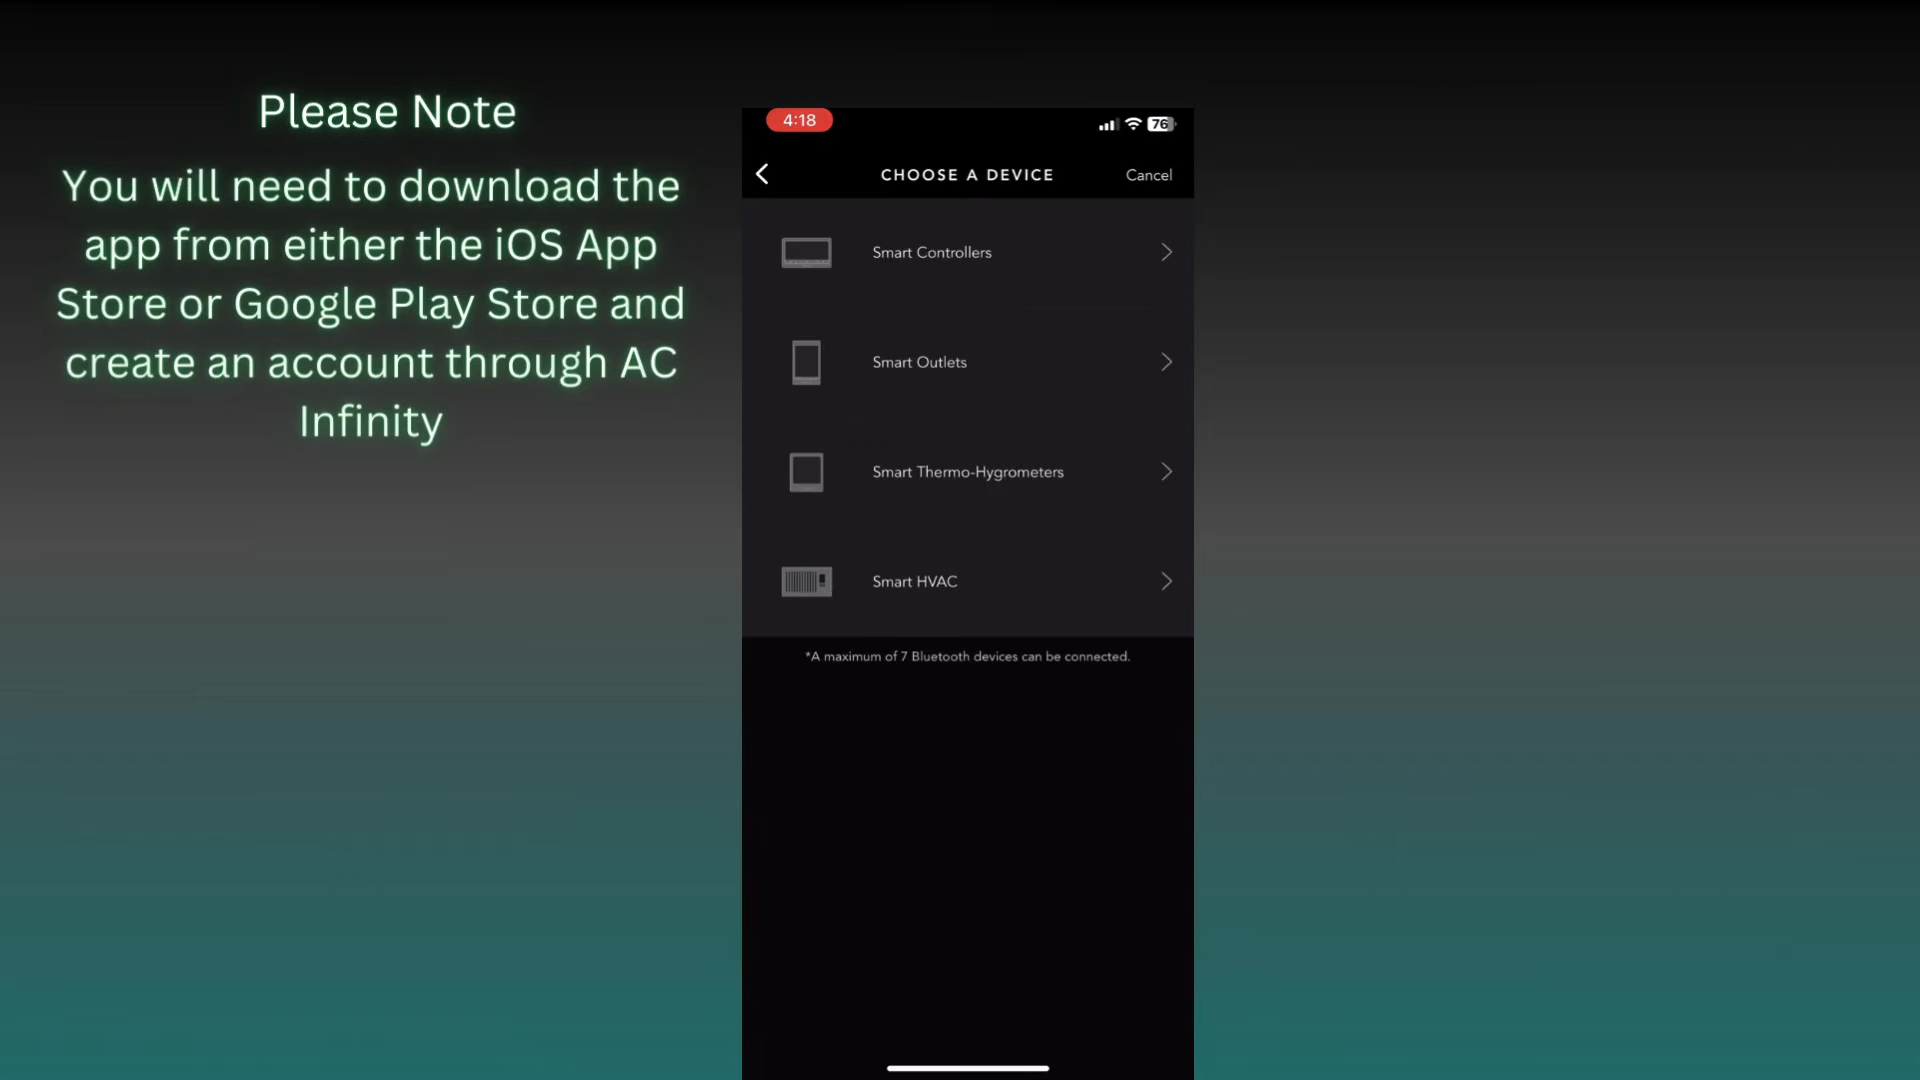 Please Note
You will need to download the
app from either the iOS App
Store or Google Play Store and
create an account through AC
Infinity
4:18
76
CHOOSE A DEVICE
Cancel
Smart Controllers
Smart Outlets
Smart Thermo-Hygrometers
Smart HVAC
*A maximum of 7 Bluetooth devices can be connected.